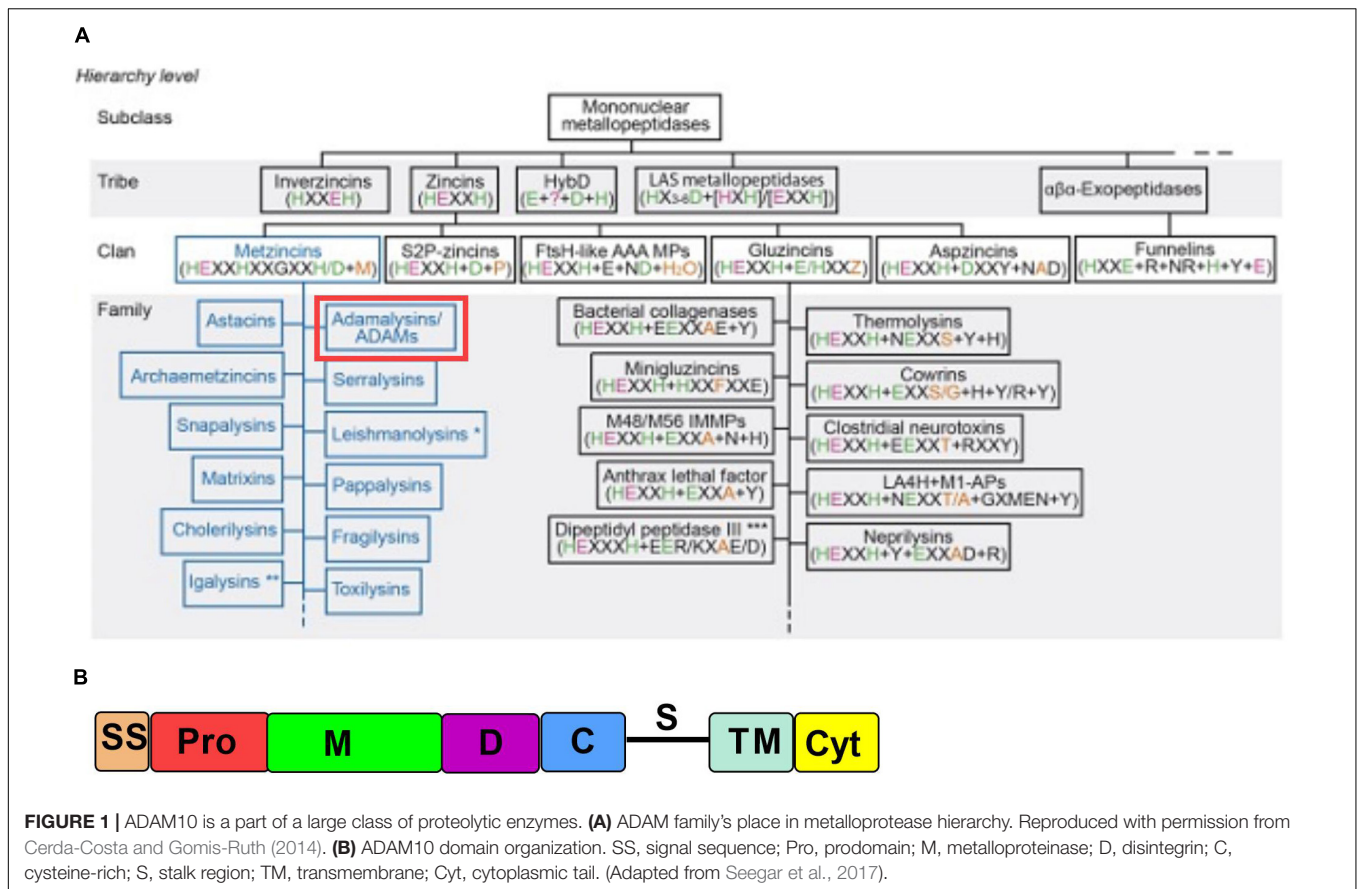 A
Hierarchy level
Subclass
Mononuclear
metallopeptidases
Tribe
Inverzincins
(HXXEH)
Zincins
(HEXXH)
HybD
(E+?+D+H)
LAS metallopeptidases
(HX3-6D+[HXH]/[EXXH])
αβα-Exopeptidases
Clan
Metzincins
(HEXXHXXGXXH/D+M)
S2P-zincins
(HEXXH+D+P)
FtsH-like AAA MPs
(HEXXH+E+ND+H2O)
Gluzincins
(HEXXH+E/HXXZ)
Aspzincins
(HEXXH+DXXY+NAD)
Funnelins
(HXXE+R+NR+H+Y+E)
Family
Astacins
Adamalysins/
ADAMs
Archaemetzincins
Serralysins
Snapalysins
Leishmanolysins *
Matrixins
Pappalysins
Cholerilysins
Fragilysins
Igalysins **
Toxilysins
Bacterial collagenases
(HEXXH+EEXXAE+Y)
Thermolysins
(HEXXH+NEXXS+Y+H)
Minigluzincins
(HEXXH+HXXFXXE)
Cowrins
(HEXXH+EXXS/G+H+Y/R+Y)
M48/M56 IMMPs
(HEXXH+EXXA+N+H)
Clostridial neurotoxins
(HEXXH+EEXXT+RXXY)
Anthrax lethal factor
(HEXXH+EXXA+Y)
LA4H+M1-APs
(HEXXH+NEXXT/A+GXMEN+Y)
Dipeptidyl peptidase III ***
(HEXXXH+EER/KXAE/D)
Neprilysins
(HEXXH+Y+EXXAD+R)
B
SS Pro M D C S TM Cyt
FIGURE 1 | ADAM10 is a part of a large class of proteolytic enzymes. (A) ADAM family's place in metalloprotease hierarchy. Reproduced with permission from
Cerda-Costa and Gomis-Ruth (2014). (B) ADAM10 domain organization. SS, signal sequence; Pro, prodomain; M, metalloproteinase; D, disintegrin; C,
cysteine-rich; S, stalk region; TM, transmembrane; Cyt, cytoplasmic tail. (Adapted from Seegar et al., 2017).